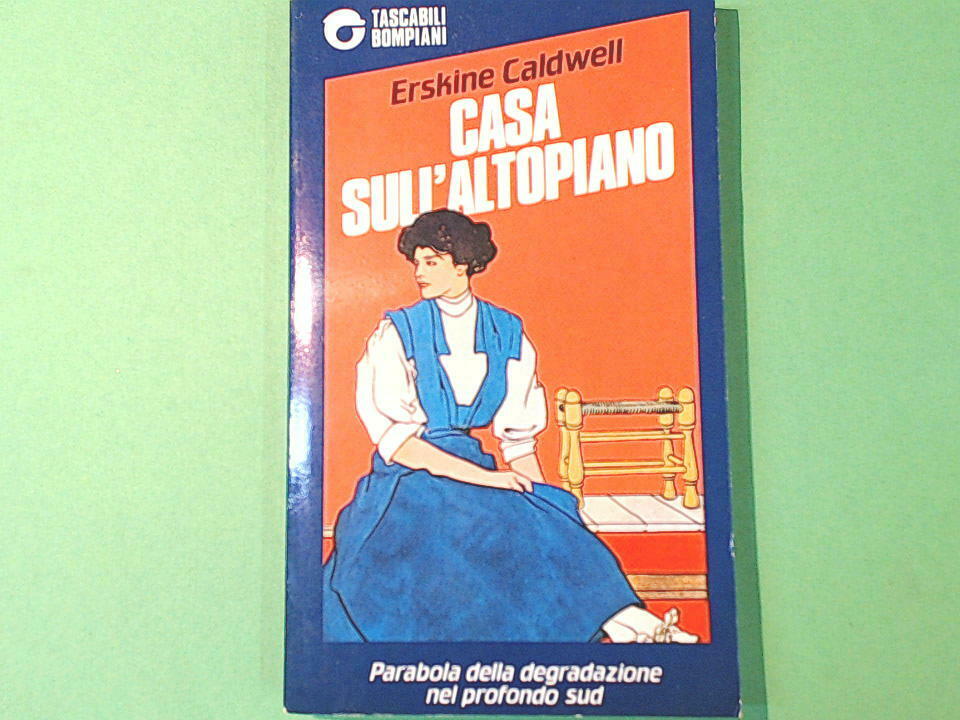 TASCABILI
BOMPIANI
Erskine Caldwell
CASA
SULL'ALTOPIANO
Parabola della degradazione
nel profondo sud